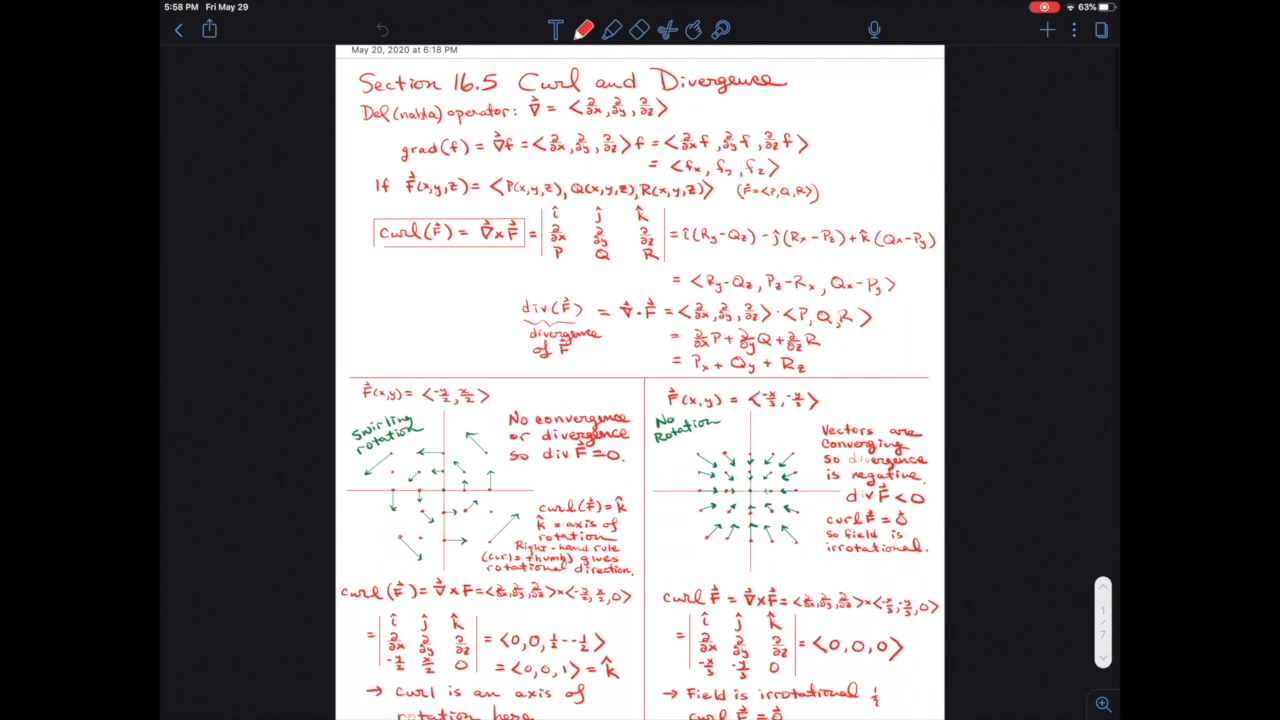 5:58 PM Fri May 29
63%
May 20, 2020 at 6:18 PM
Section 16.5 Curl and Divergence
Del (nabla) operator: ∇⃗ = <∂/∂x, ∂/∂y, ∂/∂z>
grad(f) = ∇⃗f = <∂/∂x, ∂/∂y, ∂/∂z> f = <∂/∂x f, ∂/∂y f, ∂/∂z f>
= <fx, fy, fz>
If F⃗(x,y,z) = <P(x,y,z), Q(x,y,z), R(x,y,z)> (F⃗=<P,Q,R>)
curl(F⃗) = ∇⃗×F⃗ = | î ĵ k̂ | = î(Ry-Qz) - ĵ(Rx-Pz) + k̂(Qx-Py)
∂/∂x ∂/∂y ∂/∂z
P Q R
= <Ry-Qz, Pz-Rx, Qx-Py>
div(F⃗) = ∇⃗·F⃗ = <∂/∂x, ∂/∂y, ∂/∂z> · <P, Q, R>
divergence
of F⃗
= ∂/∂x P + ∂/∂y Q + ∂/∂z R
= Px + Qy + Rz
F⃗(x,y) = <-y/2, x/2>
Swirling
rotation
No convergence
or divergence
so div F⃗ = 0.
curl(F⃗) = k̂
k̂ = axis of
rotation
Right-hand rule
(curl=thumb) gives
rotational direction.
curl(F⃗) = ∇⃗×F = <∂/∂x, ∂/∂y, ∂/∂z> × <-y/2, x/2, 0>
= | î ĵ k̂ |
∂/∂x ∂/∂y ∂/∂z = <0, 0, ½--½>
-y/2 x/2 0 = <0, 0, 1> = k̂
→ Curl is an axis of
rotation here
F⃗(x,y) = <-x/3, -y/3>
No
Rotation
Vectors are
converging
so divergence
is negative.
div F⃗ < 0
curl F⃗ = 0⃗
so field is
irrotational.
curl F⃗ = ∇⃗×F⃗ = <∂/∂x, ∂/∂y, ∂/∂z> × <-x/3, -y/3, 0>
= | î ĵ k̂ |
∂/∂x ∂/∂y ∂/∂z = <0, 0, 0>
-x/3 -y/3 0
→ Field is irrotational
curl F⃗ = 0⃗
1
/
7